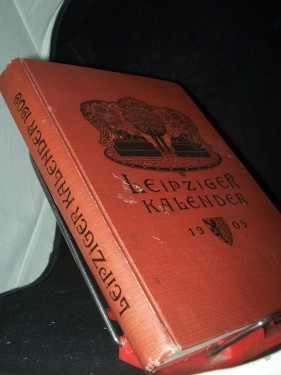 LEIPZIGER KALENDER 1909
LEIPZIGER
KALENDER
19 09